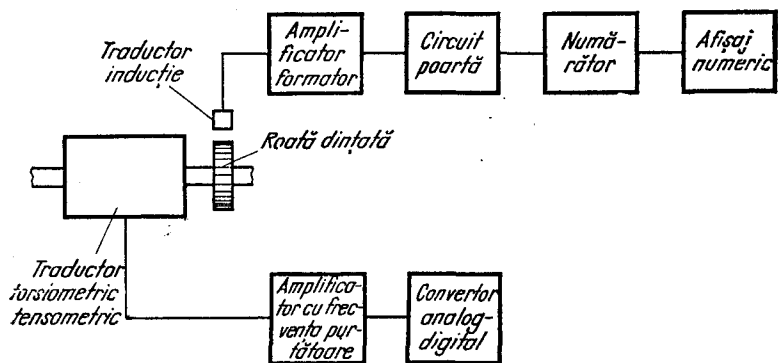 Traductor
inducție
Ampli-
ficator
formator
Circuit
poartă
Numă-
rător
Afișaj
numeric
Roată dințată
Traductor
torsiometric
tensometric
Amplifica-
tor cu frec-
vența pur-
tătoare
Convertor
analog-
digital